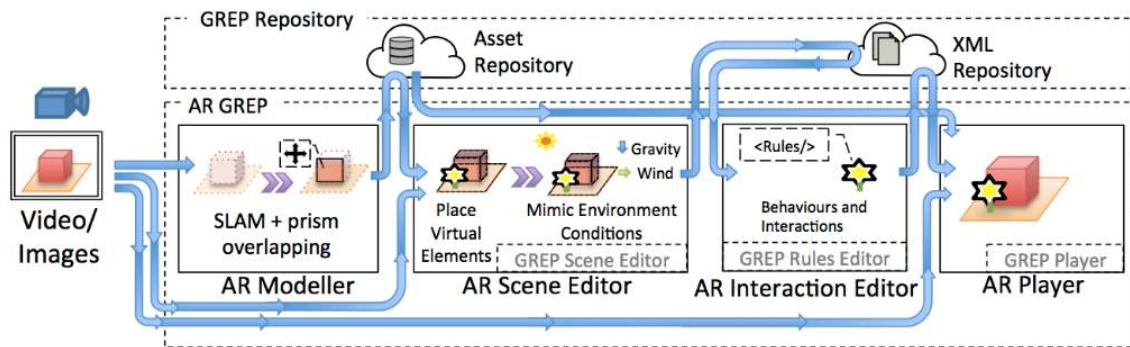 GREP Repository
Asset
Repository
XML
Repository
AR GREP
Video/
Images
SLAM + prism
overlapping
AR Modeller
Place
Virtual
Elements
Mimic Environment
Conditions
Gravity
Wind
GREP Scene Editor
AR Scene Editor
<Rules/>
Behaviours and
Interactions
GREP Rules Editor
AR Interaction Editor
GREP Player
AR Player